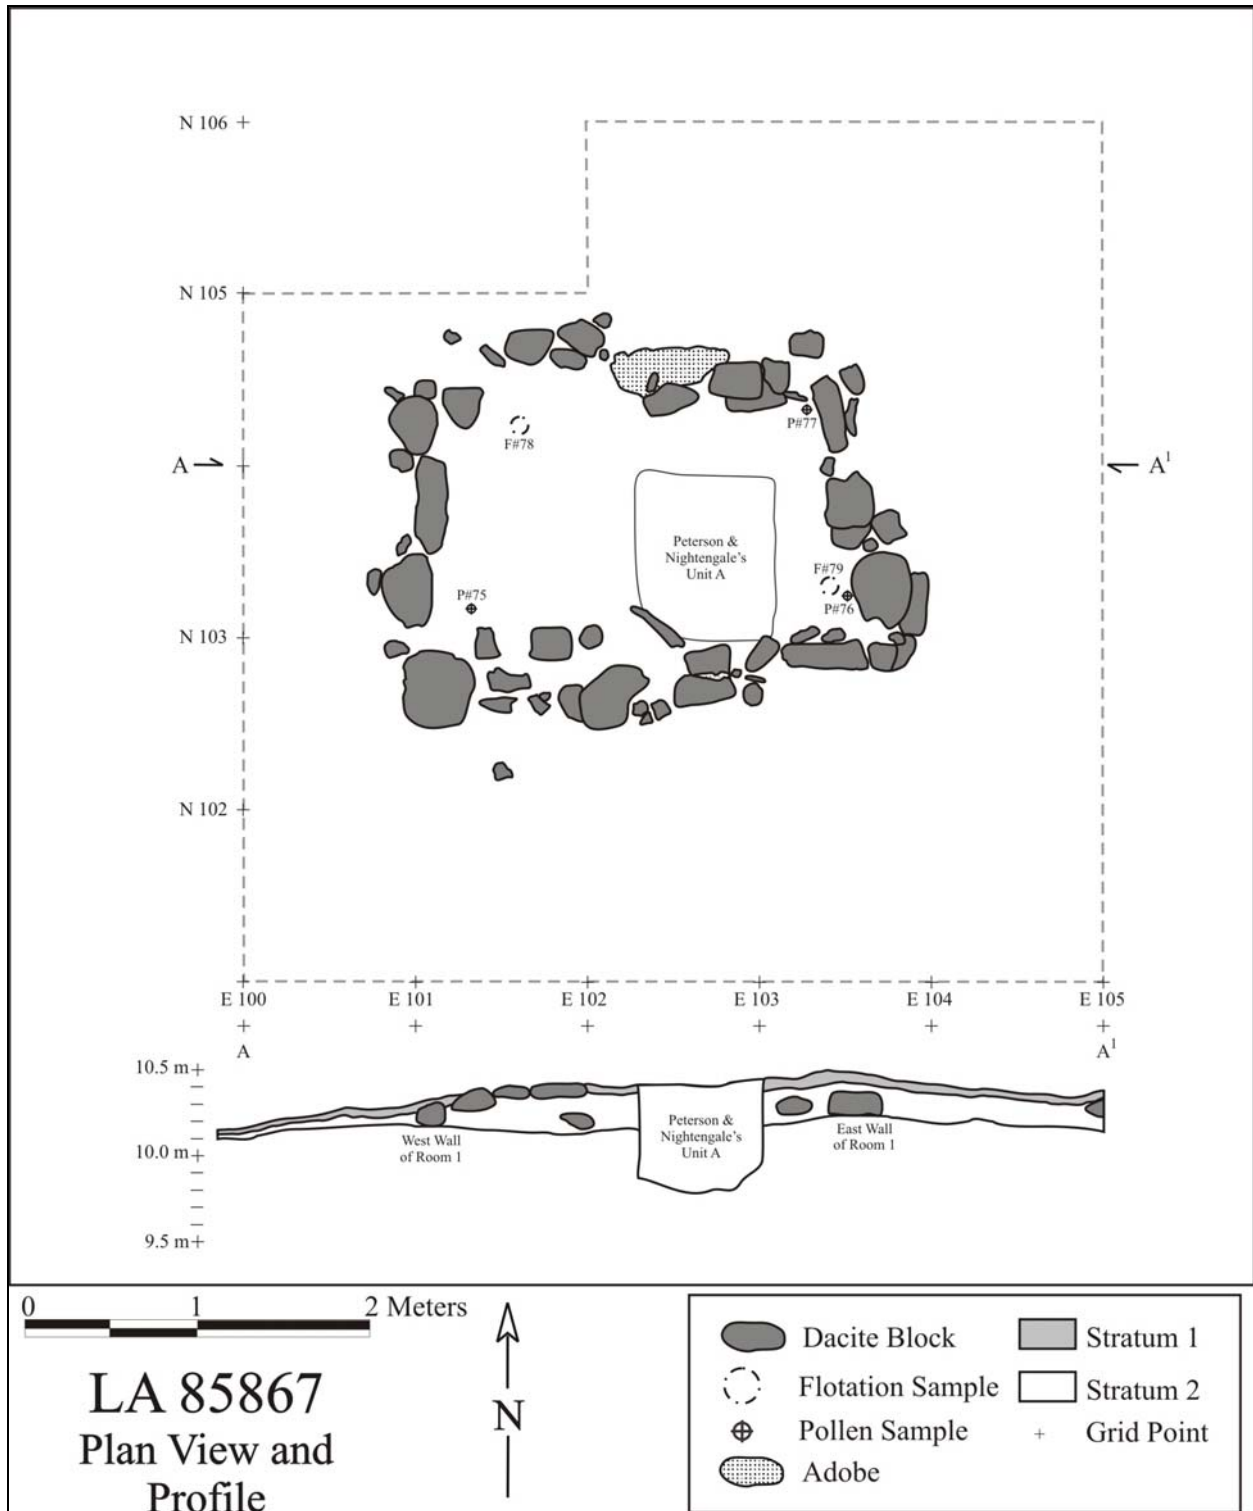 N 106
N 105
P#77
F#78
A
A1
Peterson &
Nightengale's
Unit A
F#79
P#75
P#76
N 103
N 102
E 100
E 101
E 102
E 103
E 104
E 105
A
A1
10.5 m
Peterson &
Nightengale's
Unit A
West Wall
of Room 1
East Wall
of Room 1
10.0 m
9.5 m
0 1 2 Meters
LA 85867
Plan View and
Profile
N
Dacite Block
Stratum 1
Flotation Sample
Stratum 2
Pollen Sample
Grid Point
Adobe